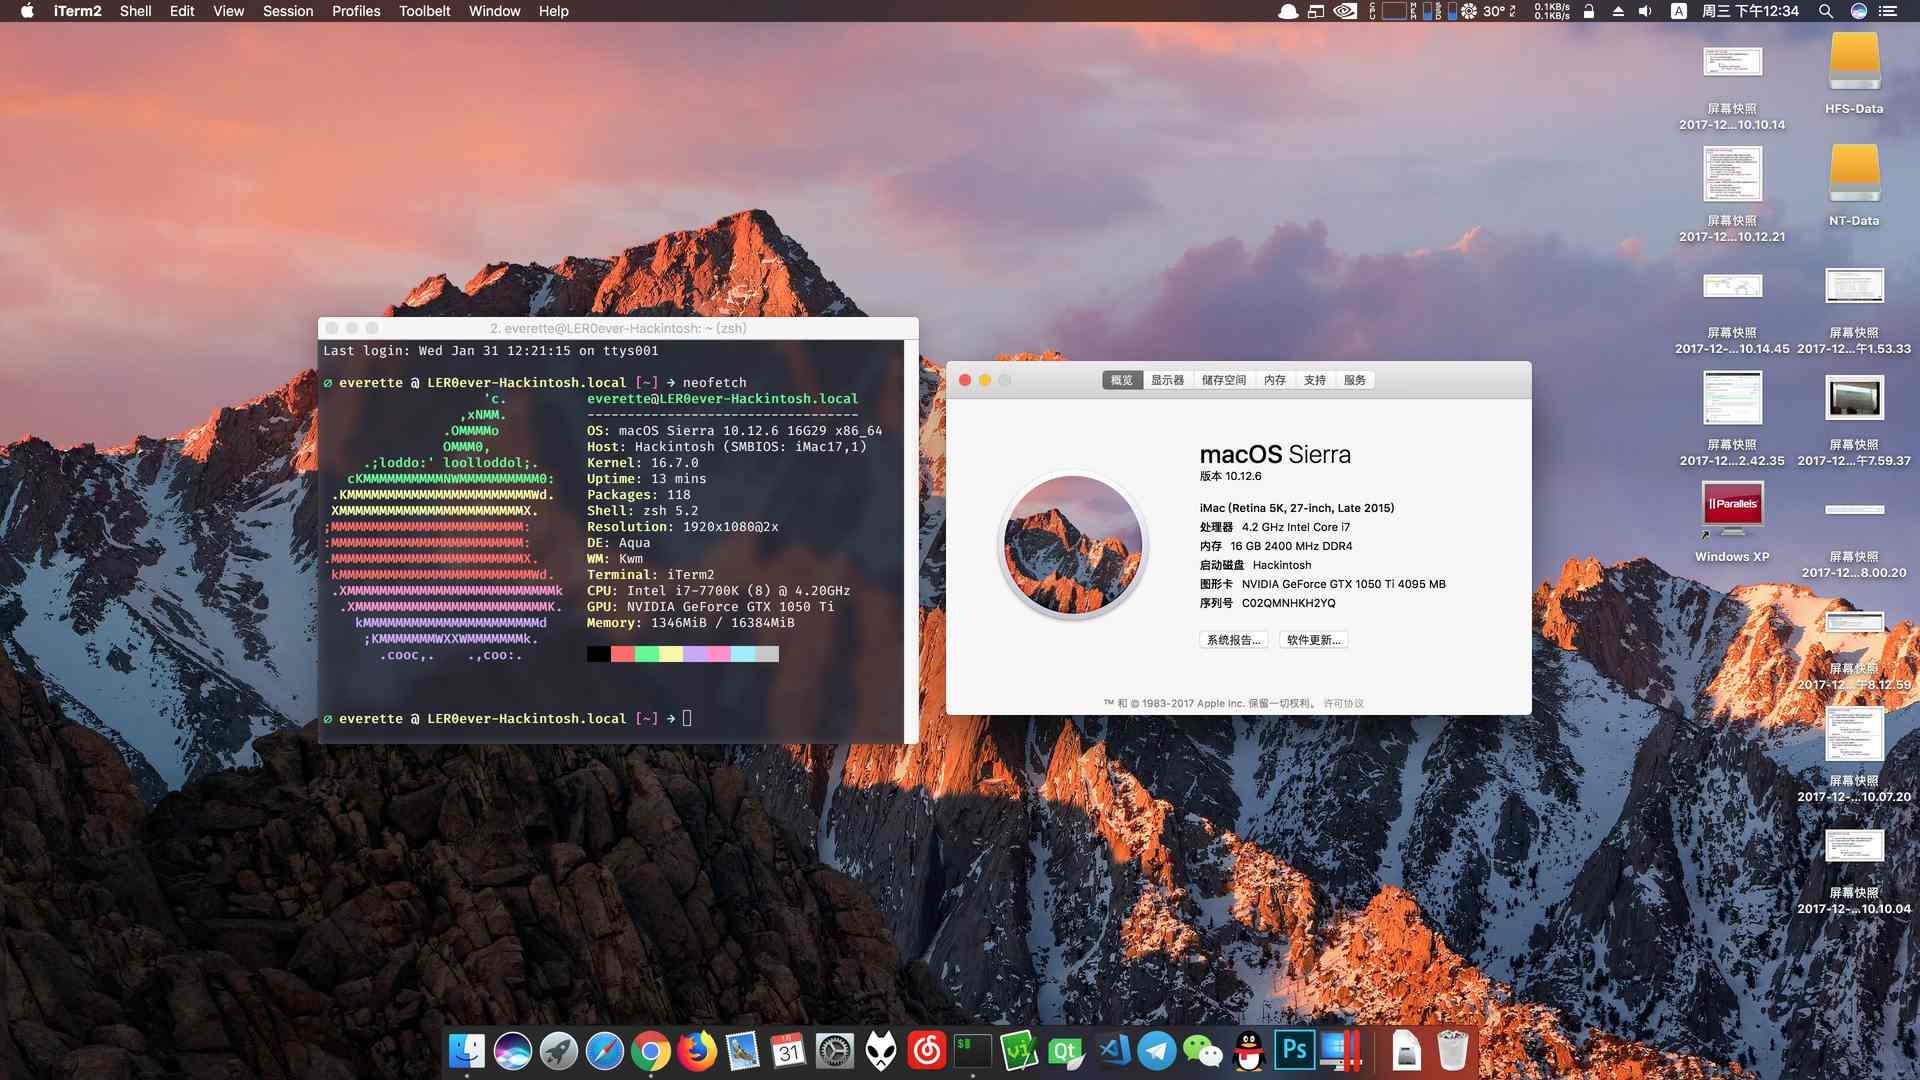 iTerm2 Shell Edit View Session Profiles Toolbelt Window Help
30° 0.1KB/s
0.1KB/s
A 周三 下午12:34
2. everette@LER0ever-Hackintosh: ~ (zsh)
Last login: Wed Jan 31 12:21:15 on ttys001
∅ everette @ LER0ever-Hackintosh.local [~] → neofetch
'c.
,xNMM.
.OMMMMo
OMMM0,
.;loddo:' loolloddol;.
cKMMMMMMMMMMNWMMMMMMMMMM0:
.KMMMMMMMMMMMMMMMMMMMMMMMWd.
XMMMMMMMMMMMMMMMMMMMMMMMX.
;MMMMMMMMMMMMMMMMMMMMMMMM:
:MMMMMMMMMMMMMMMMMMMMMMMM:
.MMMMMMMMMMMMMMMMMMMMMMMMX.
kMMMMMMMMMMMMMMMMMMMMMMMMWd.
.XMMMMMMMMMMMMMMMMMMMMMMMMMMk
.XMMMMMMMMMMMMMMMMMMMMMMMMK.
kMMMMMMMMMMMMMMMMMMMMMMd
;KMMMMMMMWXXWMMMMMMMk.
.cooc,. .,coo:.
everette@LER0ever-Hackintosh.local
----------------------------------
OS: macOS Sierra 10.12.6 16G29 x86_64
Host: Hackintosh (SMBIOS: iMac17,1)
Kernel: 16.7.0
Uptime: 13 mins
Packages: 118
Shell: zsh 5.2
Resolution: 1920x1080@2x
DE: Aqua
WM: Kwm
Terminal: iTerm2
CPU: Intel i7-7700K (8) @ 4.20GHz
GPU: NVIDIA GeForce GTX 1050 Ti
Memory: 1346MiB / 16384MiB
∅ everette @ LER0ever-Hackintosh.local [~] →
概览 显示器 储存空间 内存 支持 服务
macOS Sierra
版本 10.12.6
iMac (Retina 5K, 27-inch, Late 2015)
处理器 4.2 GHz Intel Core i7
内存 16 GB 2400 MHz DDR4
启动磁盘 Hackintosh
图形卡 NVIDIA GeForce GTX 1050 Ti 4095 MB
序列号 C02QMNHKH2YQ
系统报告... 软件更新...
™ 和 © 1983-2017 Apple Inc. 保留一切权利。 许可协议
屏幕快照
2017-12...10.10.14
屏幕快照
2017-12...10.12.21
屏幕快照
2017-12-...10.14.45
屏幕快照
2017-12...2.42.35
Parallels
Windows XP
HFS-Data
NT-Data
屏幕快照
2017-12...午1.53.33
屏幕快照
2017-12...午7.59.37
屏幕快照
2017-12...8.00.20
屏幕快照
2017-12...午8.12.59
屏幕快照
2017-12-...10.07.20
屏幕快照
2017-12-...10.10.04
31
$
Qt
Ps